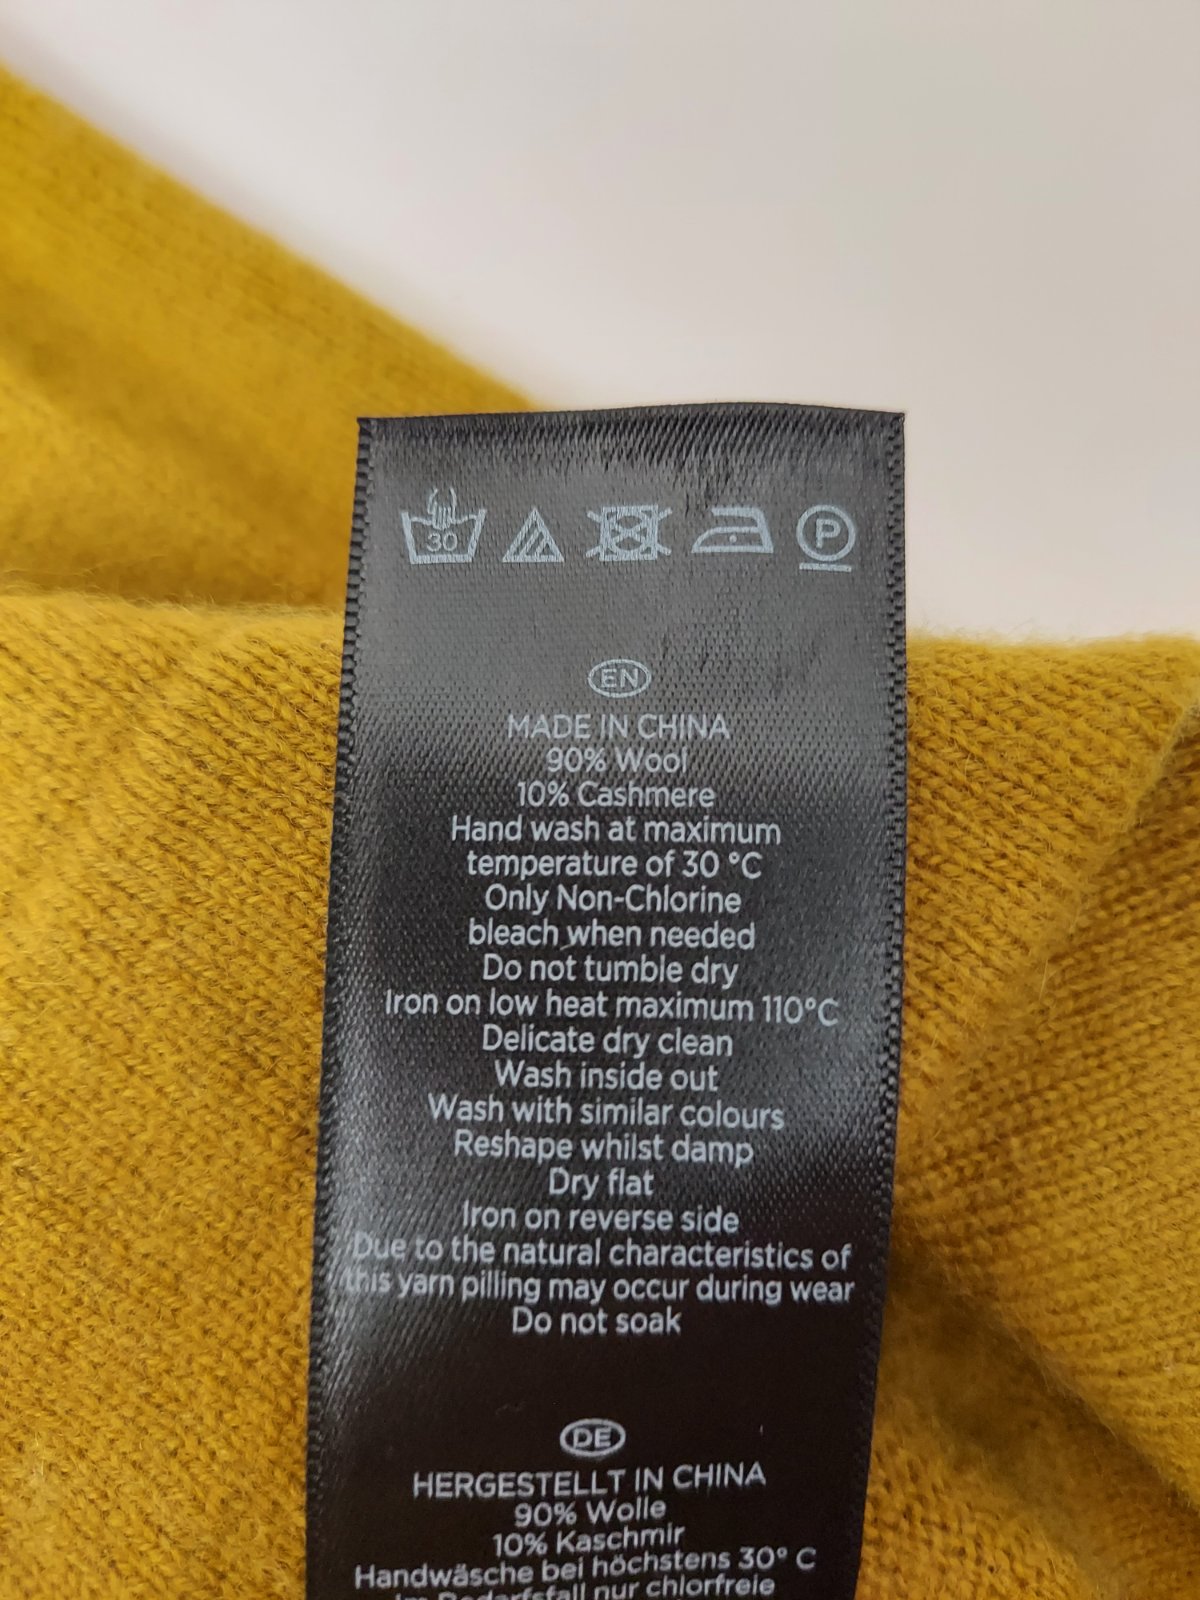 30
P
EN
MADE IN CHINA
90% Wool
10% Cashmere
Hand wash at maximum
temperature of 30 °C
Only Non-Chlorine
bleach when needed
Do not tumble dry
Iron on low heat maximum 110°C
Delicate dry clean
Wash inside out
Wash with similar colours
Reshape whilst damp
Dry flat
Iron on reverse side
Due to the natural characteristics of
this yarn pilling may occur during wear
Do not soak
DE
HERGESTELLT IN CHINA
90% Wolle
10% Kaschmir
Handwäsche bei höchstens 30° C
Im Bedarfsfall nur chlorfreie